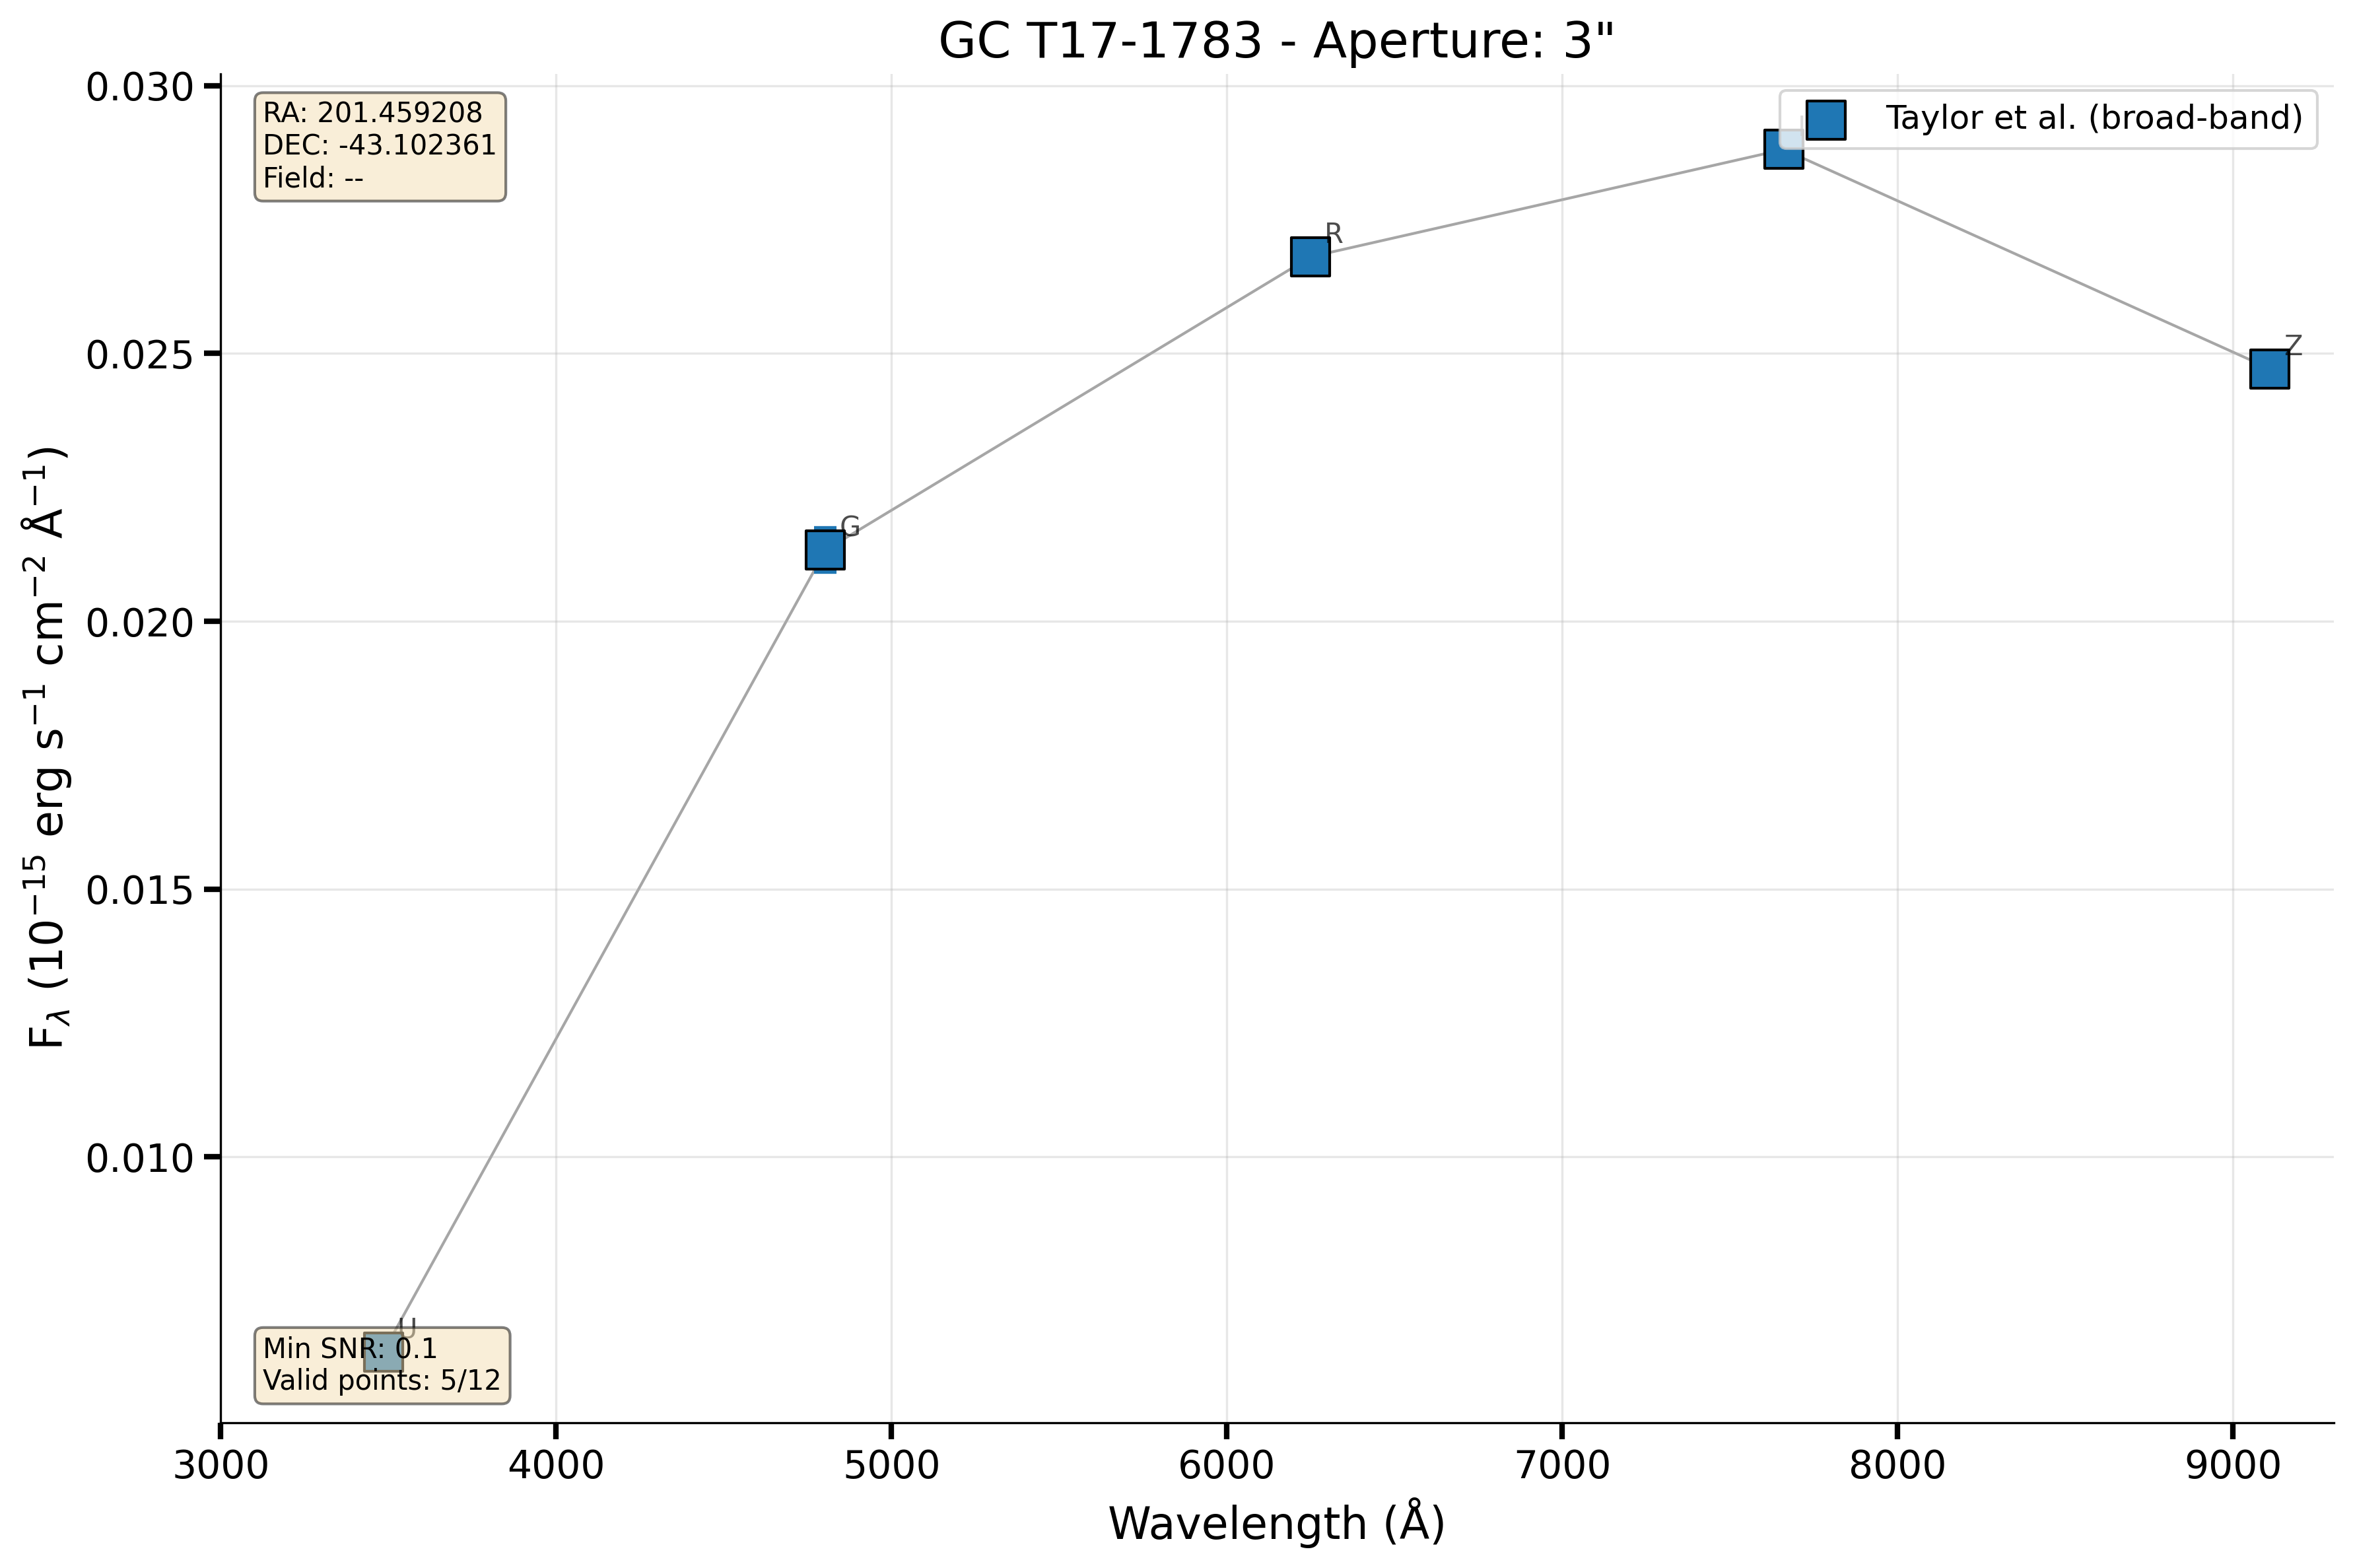 GC T17-1783 - Aperture: 3"
RA: 201.459208
DEC: -43.102361
Field: --
Taylor et al. (broad-band)
I
R
Z
G
U
Min SNR: 0.1
Valid points: 5/12
0.030
0.025
0.020
0.015
0.010
F_λ (10⁻¹⁵ erg s⁻¹ cm⁻² Å⁻¹)
3000 4000 5000 6000 7000 8000 9000
Wavelength (Å)